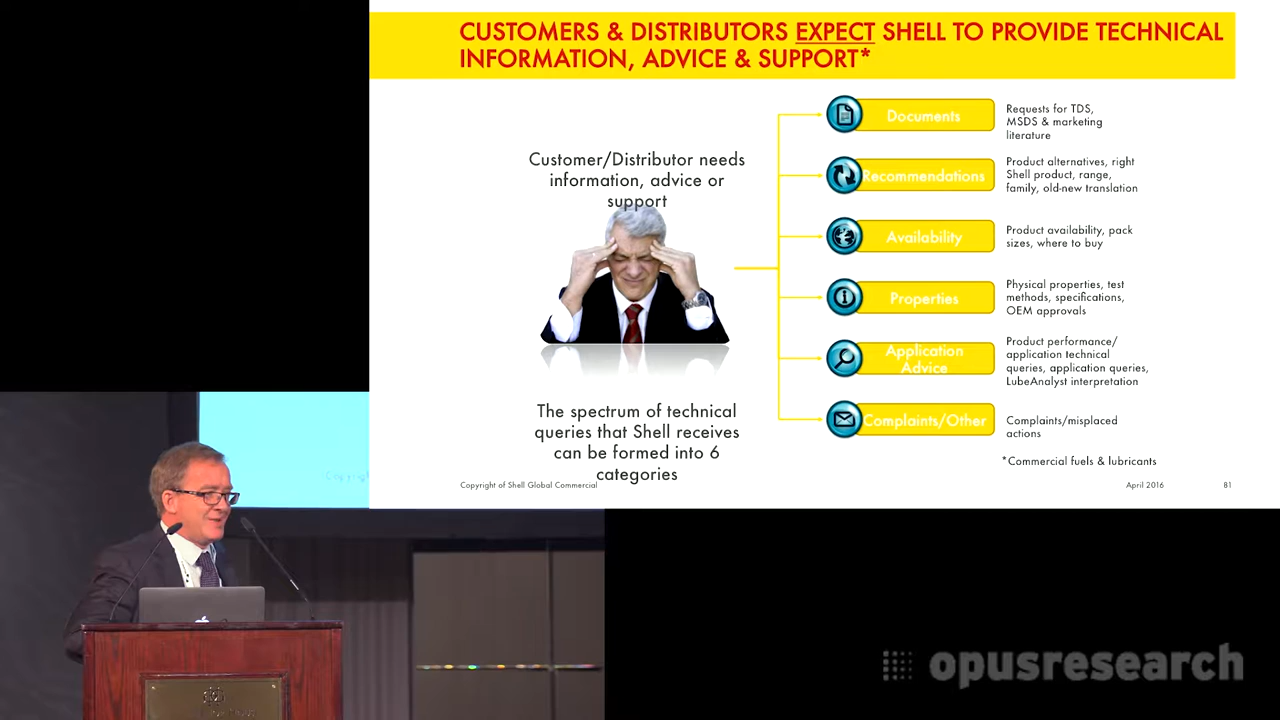 CUSTOMERS & DISTRIBUTORS EXPECT SHELL TO PROVIDE TECHNICAL
INFORMATION, ADVICE & SUPPORT*
Customer/Distributor needs
information, advice or
support
The spectrum of technical
queries that Shell receives
can be formed into 6
categories
Documents
Requests for TDS,
MSDS & marketing
literature
Recommendations
Product alternatives, right
Shell product, range,
family, old-new translation
Availability
Product availability, pack
sizes, where to buy
Properties
Physical properties, test
methods, specifications,
OEM approvals
Application
Advice
Product performance/
application technical
queries, application queries,
LubeAnalyst interpretation
Complaints/Other
Complaints/misplaced
actions
*Commercial fuels & lubricants
Copyright of Shell Global Commercial
April 2016
81
opusresearch